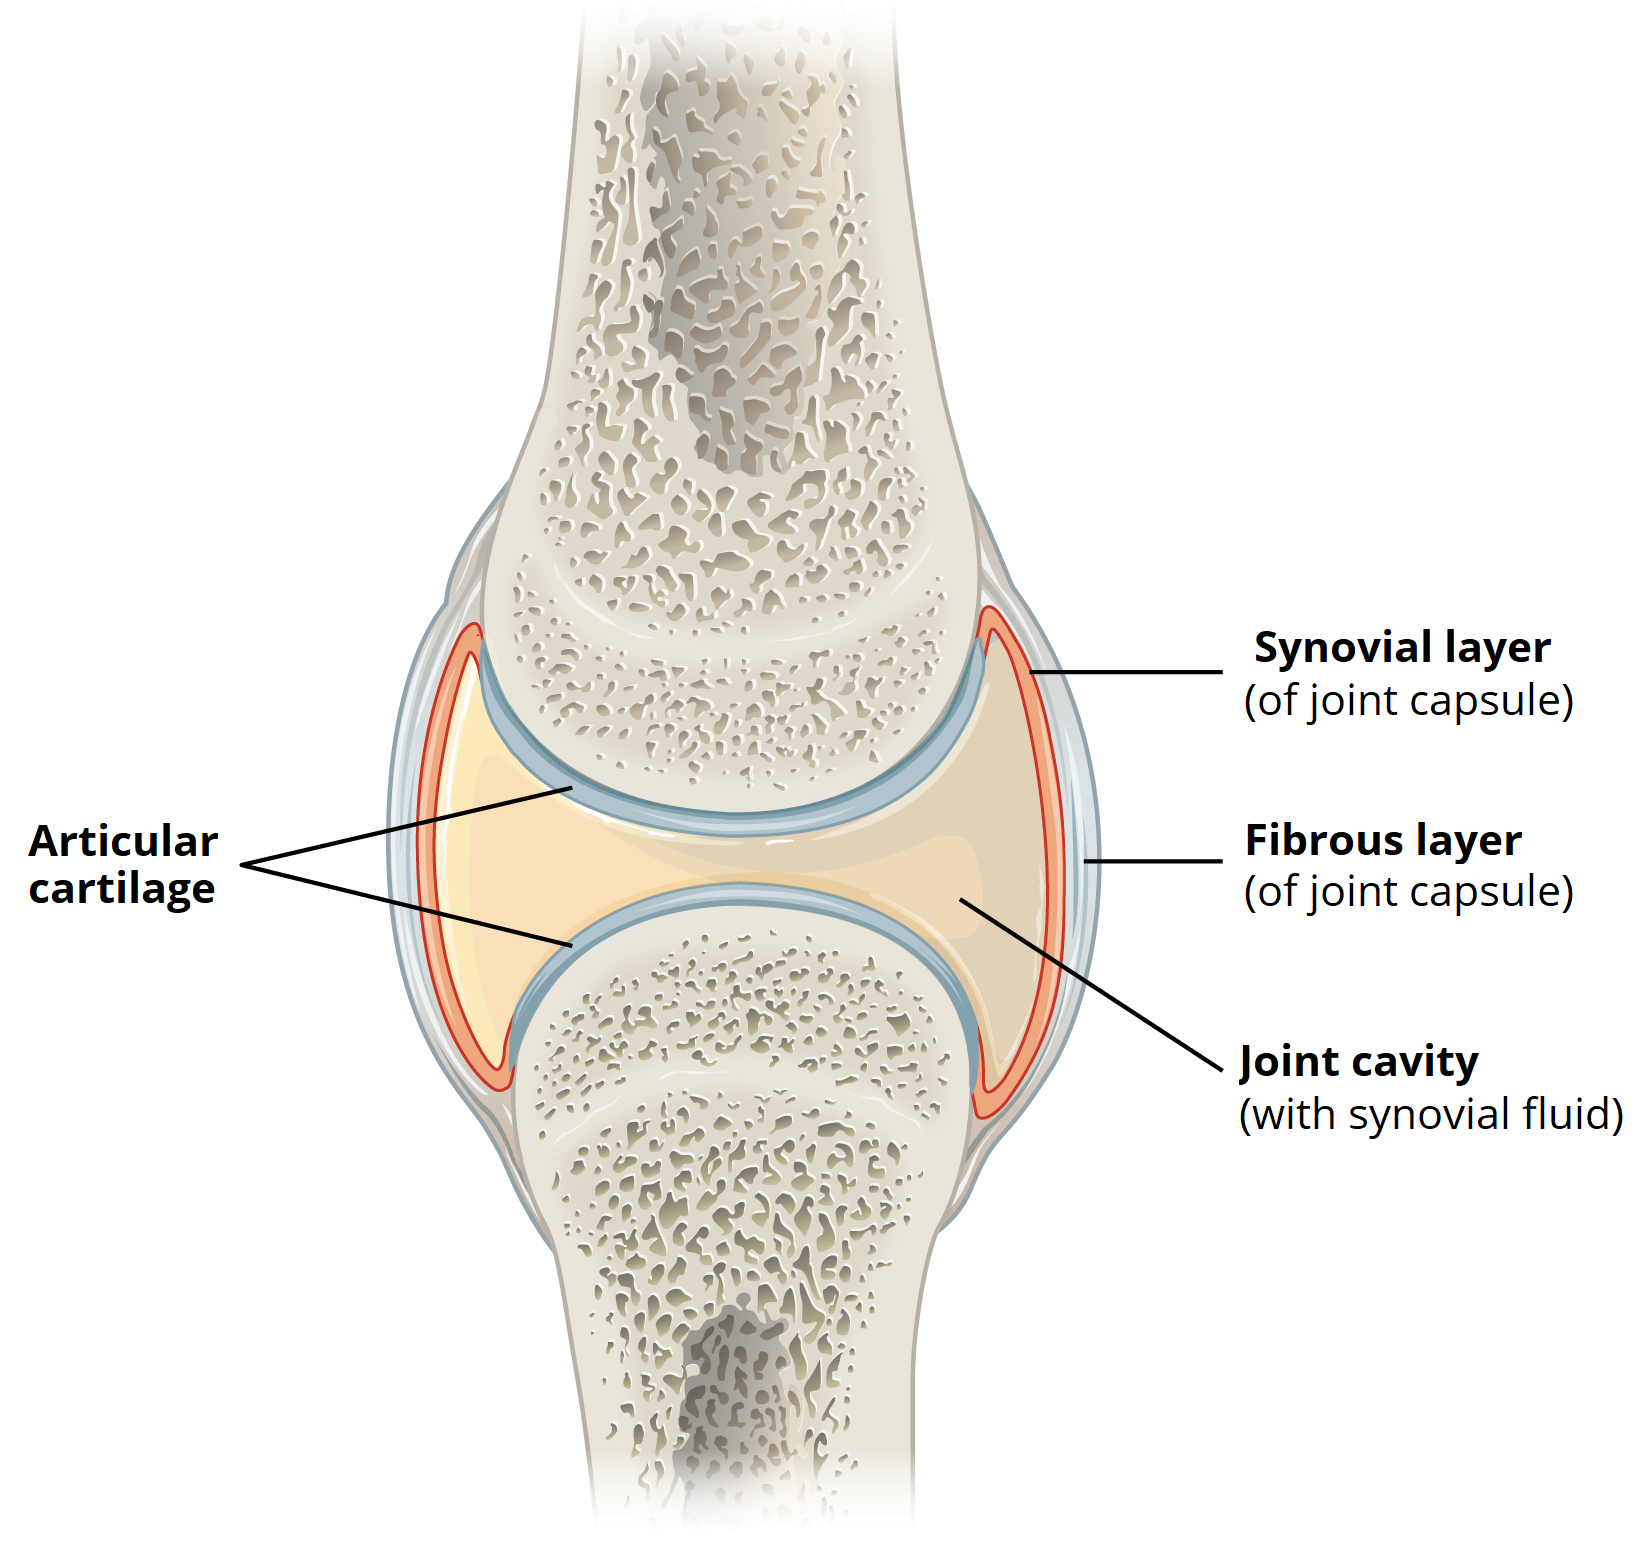 Synovial layer
(of joint capsule)
Articular
cartilage
Fibrous layer
(of joint capsule)
Joint cavity
(with synovial fluid)